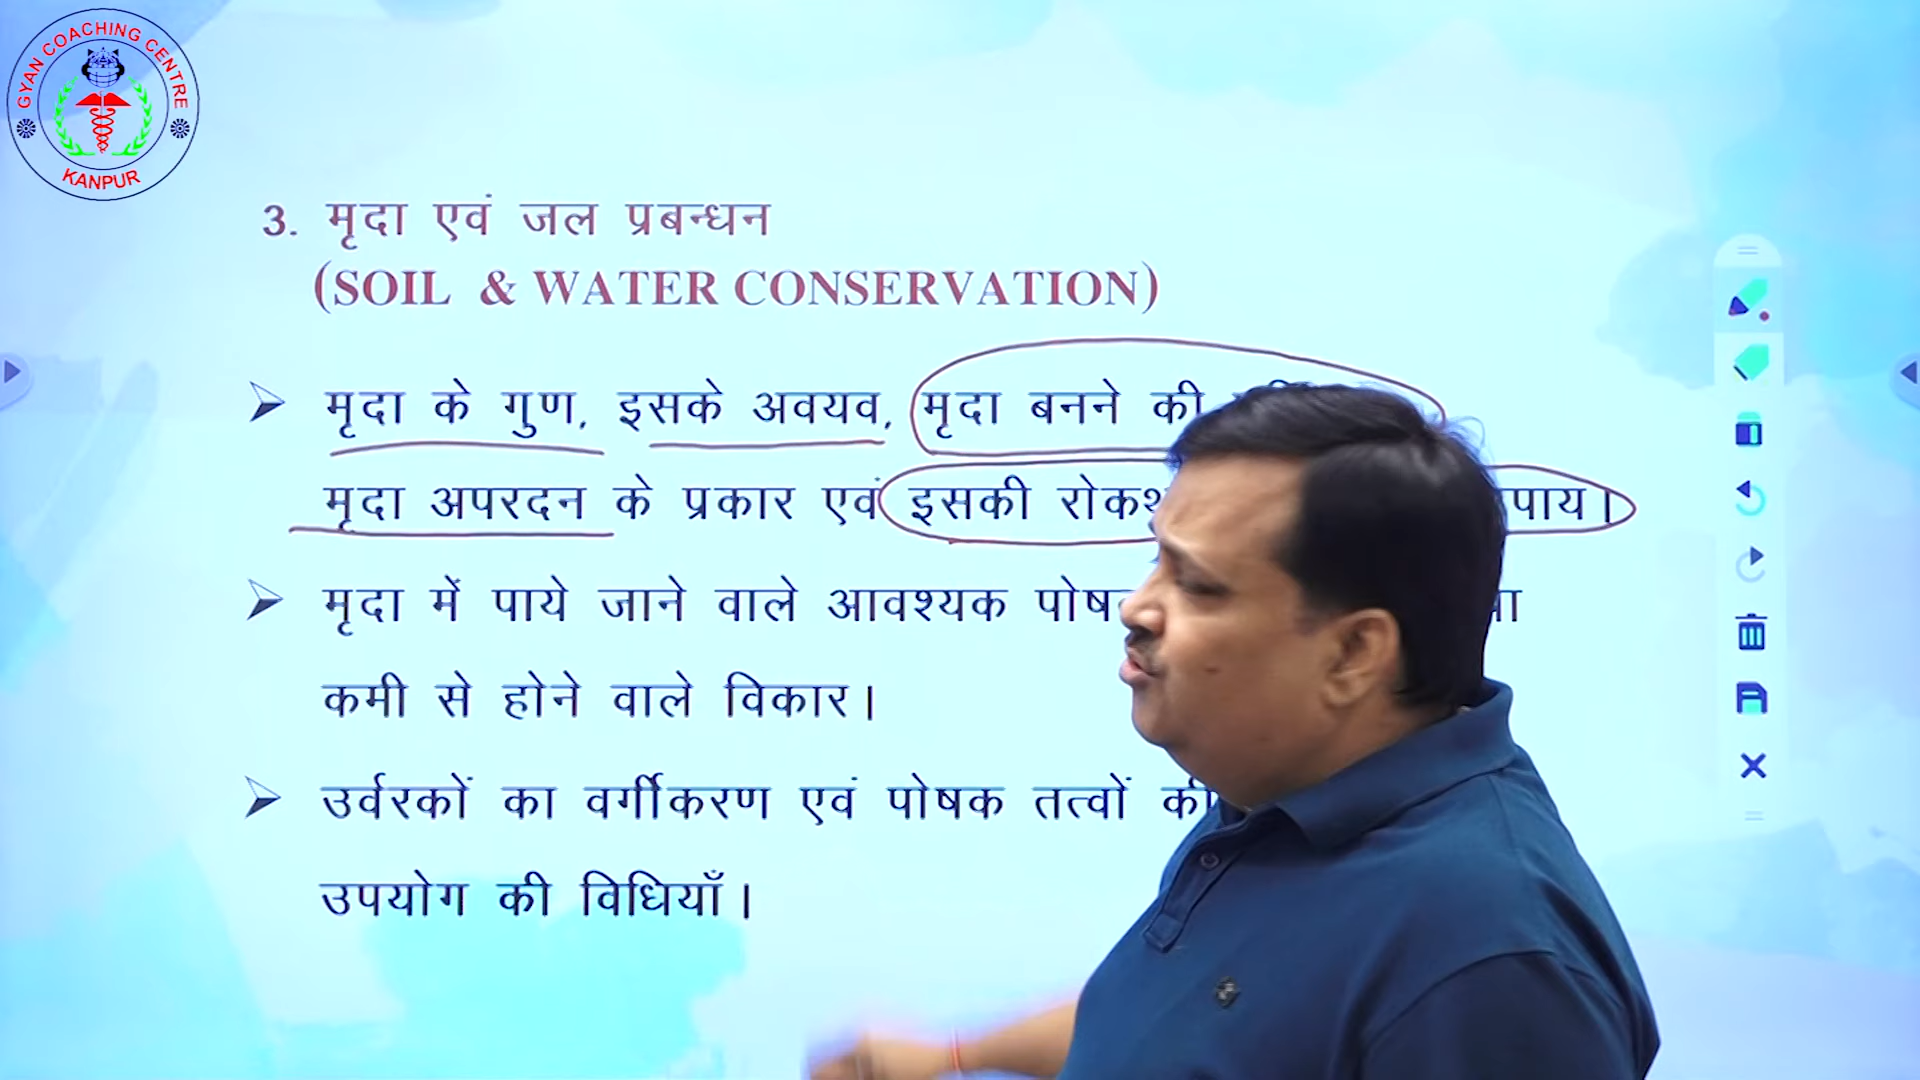 GYAN COACHING CENTRE
KANPUR
3. मृदा एवं जल प्रबन्धन
(SOIL & WATER CONSERVATION)
मृदा के गुण, इसके अवयव, मृदा बनने की
मृदा अपरदन के प्रकार एवं इसकी
मृदा में पाये जाने वाले आवश्यक
कमी से होने वाले विकार।
उर्वरकों का वर्गीकरण एवं पोषक तत्वों की
उपयोग की विधियाँ।